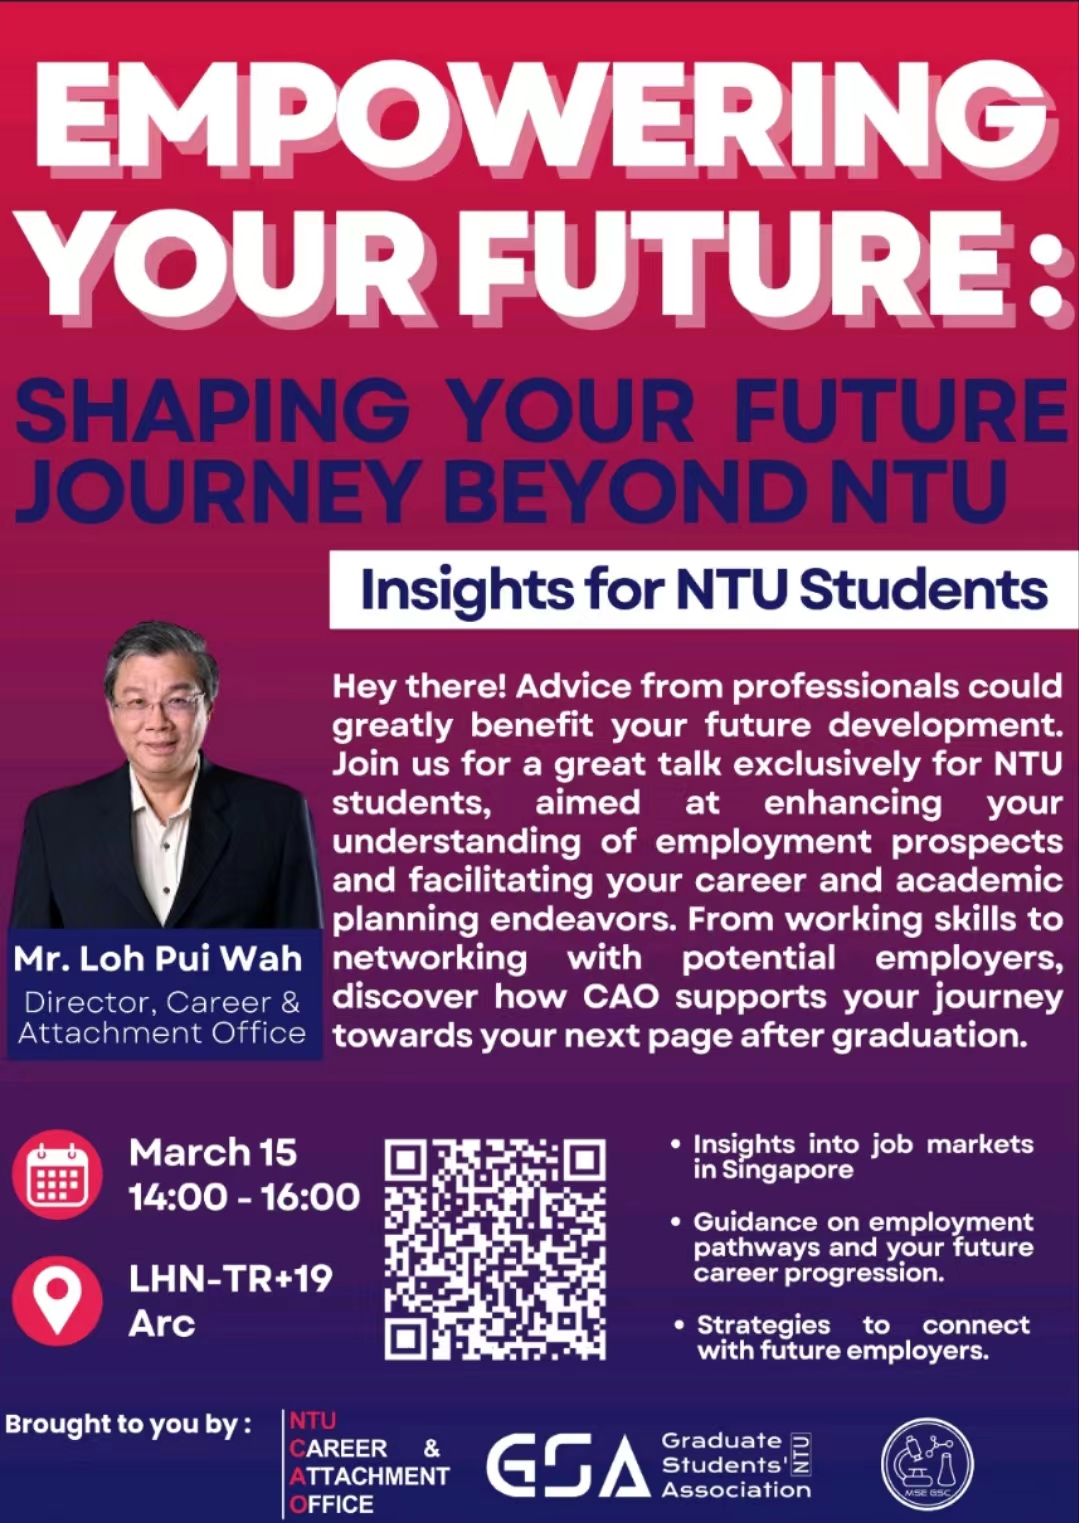 EMPOWERING
YOUR FUTURE:
SHAPING YOUR FUTURE
JOURNEY BEYOND NTU
Insights for NTU Students
Hey there! Advice from professionals could
greatly benefit your future development.
Join us for a great talk exclusively for NTU
students, aimed at enhancing your
understanding of employment prospects
and facilitating your career and academic
planning endeavors. From working skills to
networking with potential employers,
discover how CAO supports your journey
towards your next page after graduation.
Mr. Loh Pui Wah
Director, Career &
Attachment Office
March 15
14:00 - 16:00
LHN-TR+19
Arc
• Insights into job markets
in Singapore
• Guidance on employment
pathways and your future
career progression.
• Strategies to connect
with future employers.
Brought to you by :
NTU
CAREER &
ATTACHMENT
OFFICE
GSA
Graduate
Students'
Association
NTU
MSE GSC